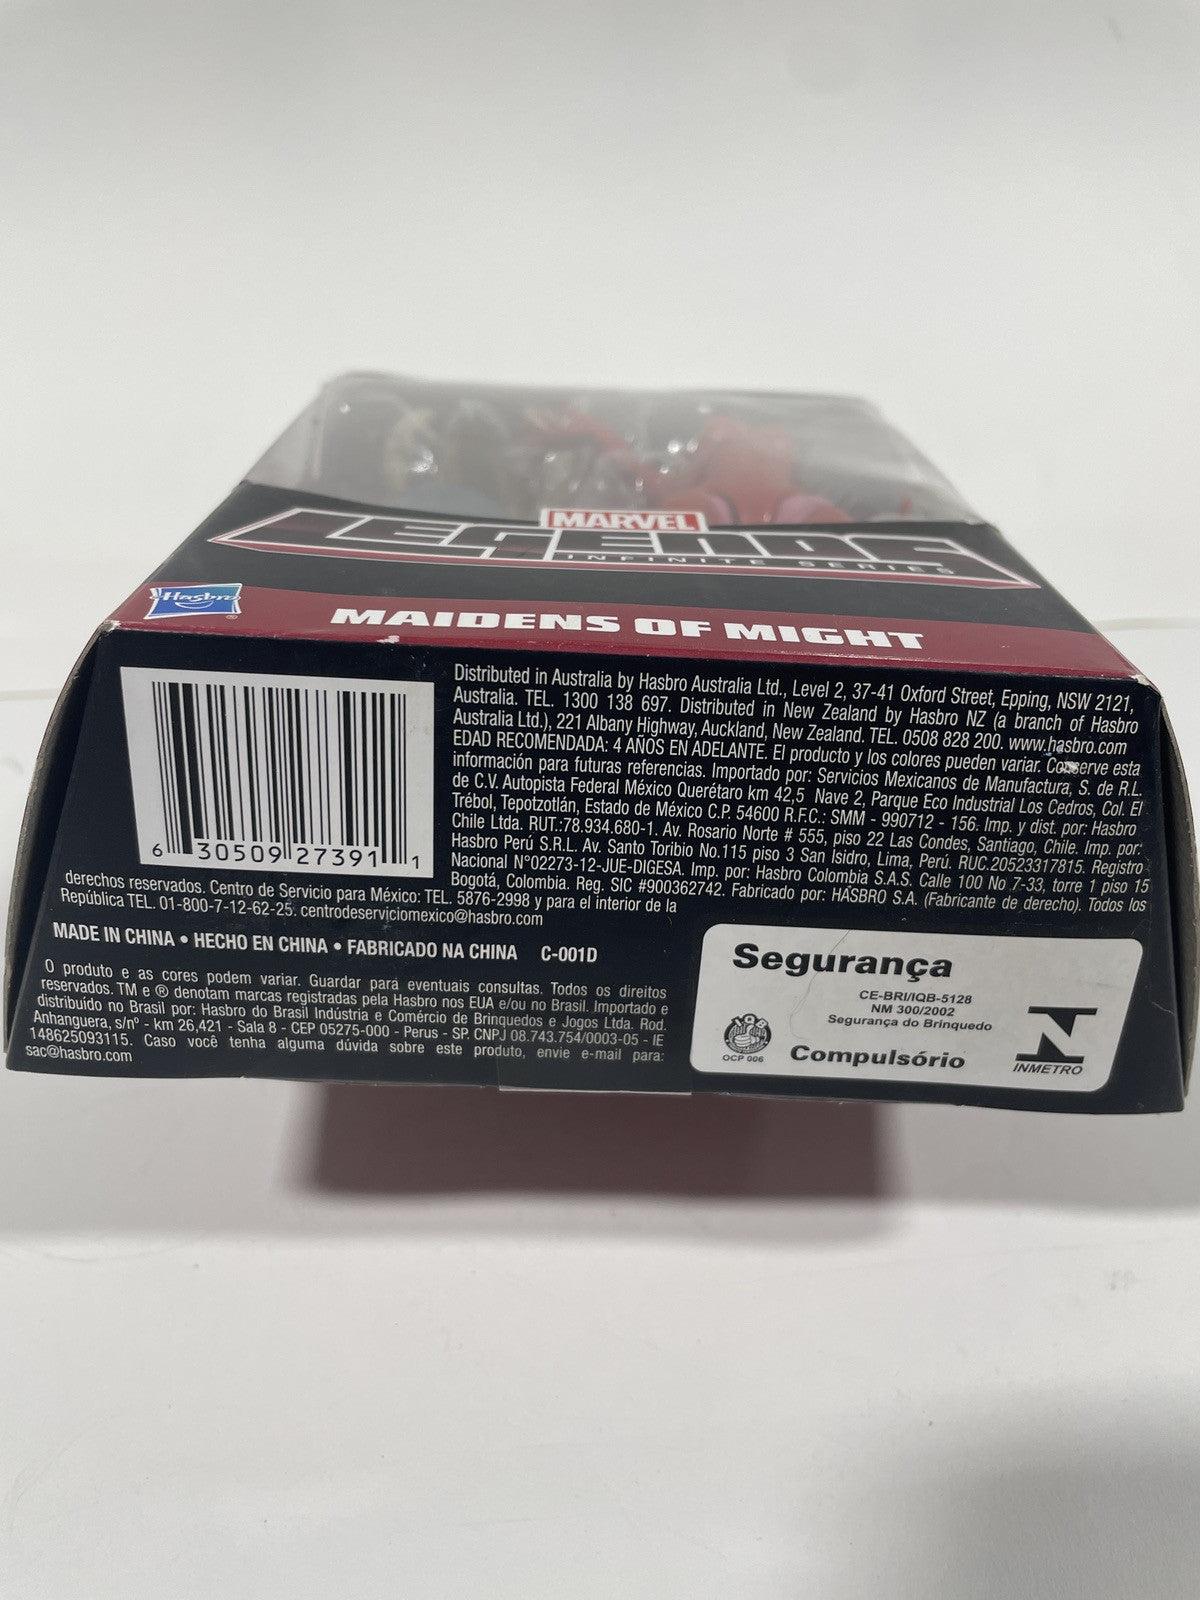 MARVEL
LEGENDS
INFINITE SERIES
Hasbro
®
MAIDENS OF MIGHT
6 30509 27391 1
Distributed in Australia by Hasbro Australia Ltd., Level 2, 37-41 Oxford Street, Epping, NSW 2121,
Australia. TEL. 1300 138 697. Distributed in New Zealand by Hasbro NZ (a branch of Hasbro
Australia Ltd.), 221 Albany Highway, Auckland, New Zealand. TEL. 0508 828 200. www.hasbro.com
EDAD RECOMENDADA: 4 AÑOS EN ADELANTE. El producto y los colores pueden variar. Conserve esta
información para futuras referencias. Importado por: Servicios Mexicanos de Manufactura, S. de R.L.
de C.V. Autopista Federal México Querétaro km 42,5 Nave 2, Parque Eco Industrial Los Cedros, Col. El
Trébol, Tepotzotlán, Estado de México C.P. 54600 R.F.C.: SMM - 990712 - 156. Imp. y dist. por: Hasbro
Chile Ltda. RUT.:78.934.680-1. Av. Rosario Norte # 555, piso 22 Las Condes, Santiago, Chile. Imp. por:
Hasbro Perú S.R.L. Av. Santo Toribio No.115 piso 3 San Isidro, Lima, Perú. RUC.20523317815. Registro
Nacional N°02273-12-JUE-DIGESA. Imp. por: Hasbro Colombia S.A.S. Calle 100 No 7-33, torre 1 piso 15
Bogotá, Colombia. Reg. SIC #900362742. Fabricado por: HASBRO S.A. (Fabricante de derecho). Todos los
derechos reservados. Centro de Servicio para México: TEL. 5876-2998 y para el interior de la
República TEL. 01-800-7-12-62-25. centrodeserviciomexico@hasbro.com
MADE IN CHINA • HECHO EN CHINA • FABRICADO NA CHINA C-001D
O produto e as cores podem variar. Guardar para eventuais consultas. Todos os direitos
reservados. TM e ® denotam marcas registradas pela Hasbro nos EUA e/ou no Brasil. Importado e
distribuído no Brasil por: Hasbro do Brasil Indústria e Comércio de Brinquedos e Jogos Ltda. Rod.
Anhanguera, s/nº - km 26,421 - Sala 8 - CEP 05275-000 - Perus - SP. CNPJ 08.743.754/0003-05 - IE
148625093115. Caso você tenha alguma dúvida sobre este produto, envie e-mail para:
sac@hasbro.com
Segurança
CE-BRI/IQB-5128
NM 300/2002
Segurança do Brinquedo
IQB
OCP 006
Compulsório
INMETRO